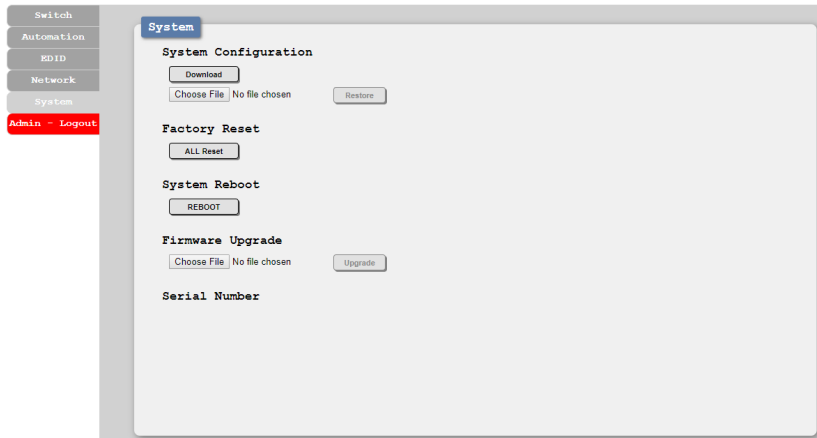 Switch
Automation
EDID
Network
System
Admin - Logout
System
System Configuration
Download
Choose File No file chosen Restore
Factory Reset
ALL Reset
System Reboot
REBOOT
Firmware Upgrade
Choose File No file chosen Upgrade
Serial Number